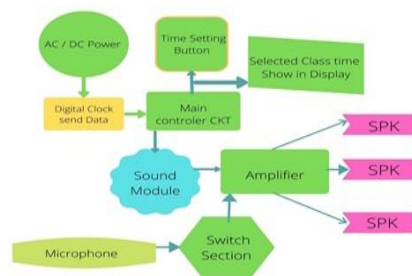 AC / DC Power
Time Setting
Button
Selected Class time
Show in Display
Digital Clock
send Data
Main
controler CKT
SPK
Sound
Module
Amplifier
SPK
SPK
Switch
Section
Microphone